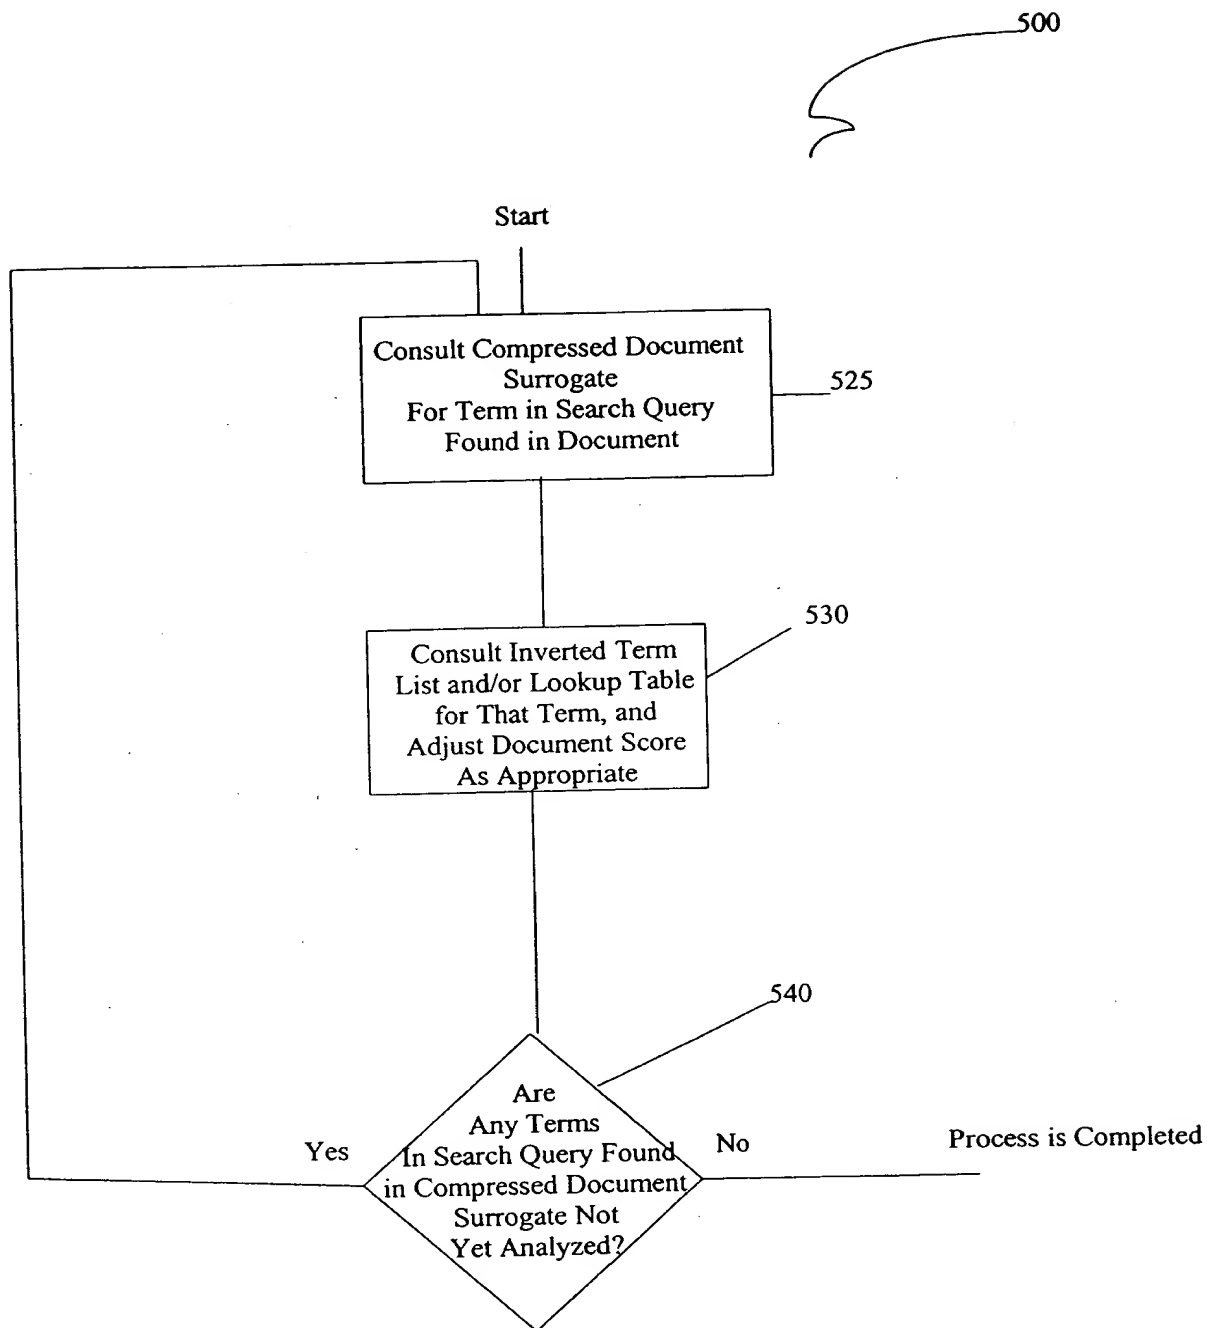 500
Start
Consult Compressed Document
Surrogate
For Term in Search Query
Found in Document
525
530
Consult Inverted Term
List and/or Lookup Table
for That Term, and
Adjust Document Score
As Appropriate
540
Are
Any Terms
In Search Query Found
in Compressed Document
Surrogate Not
Yet Analyzed?
Yes
No
Process is Completed